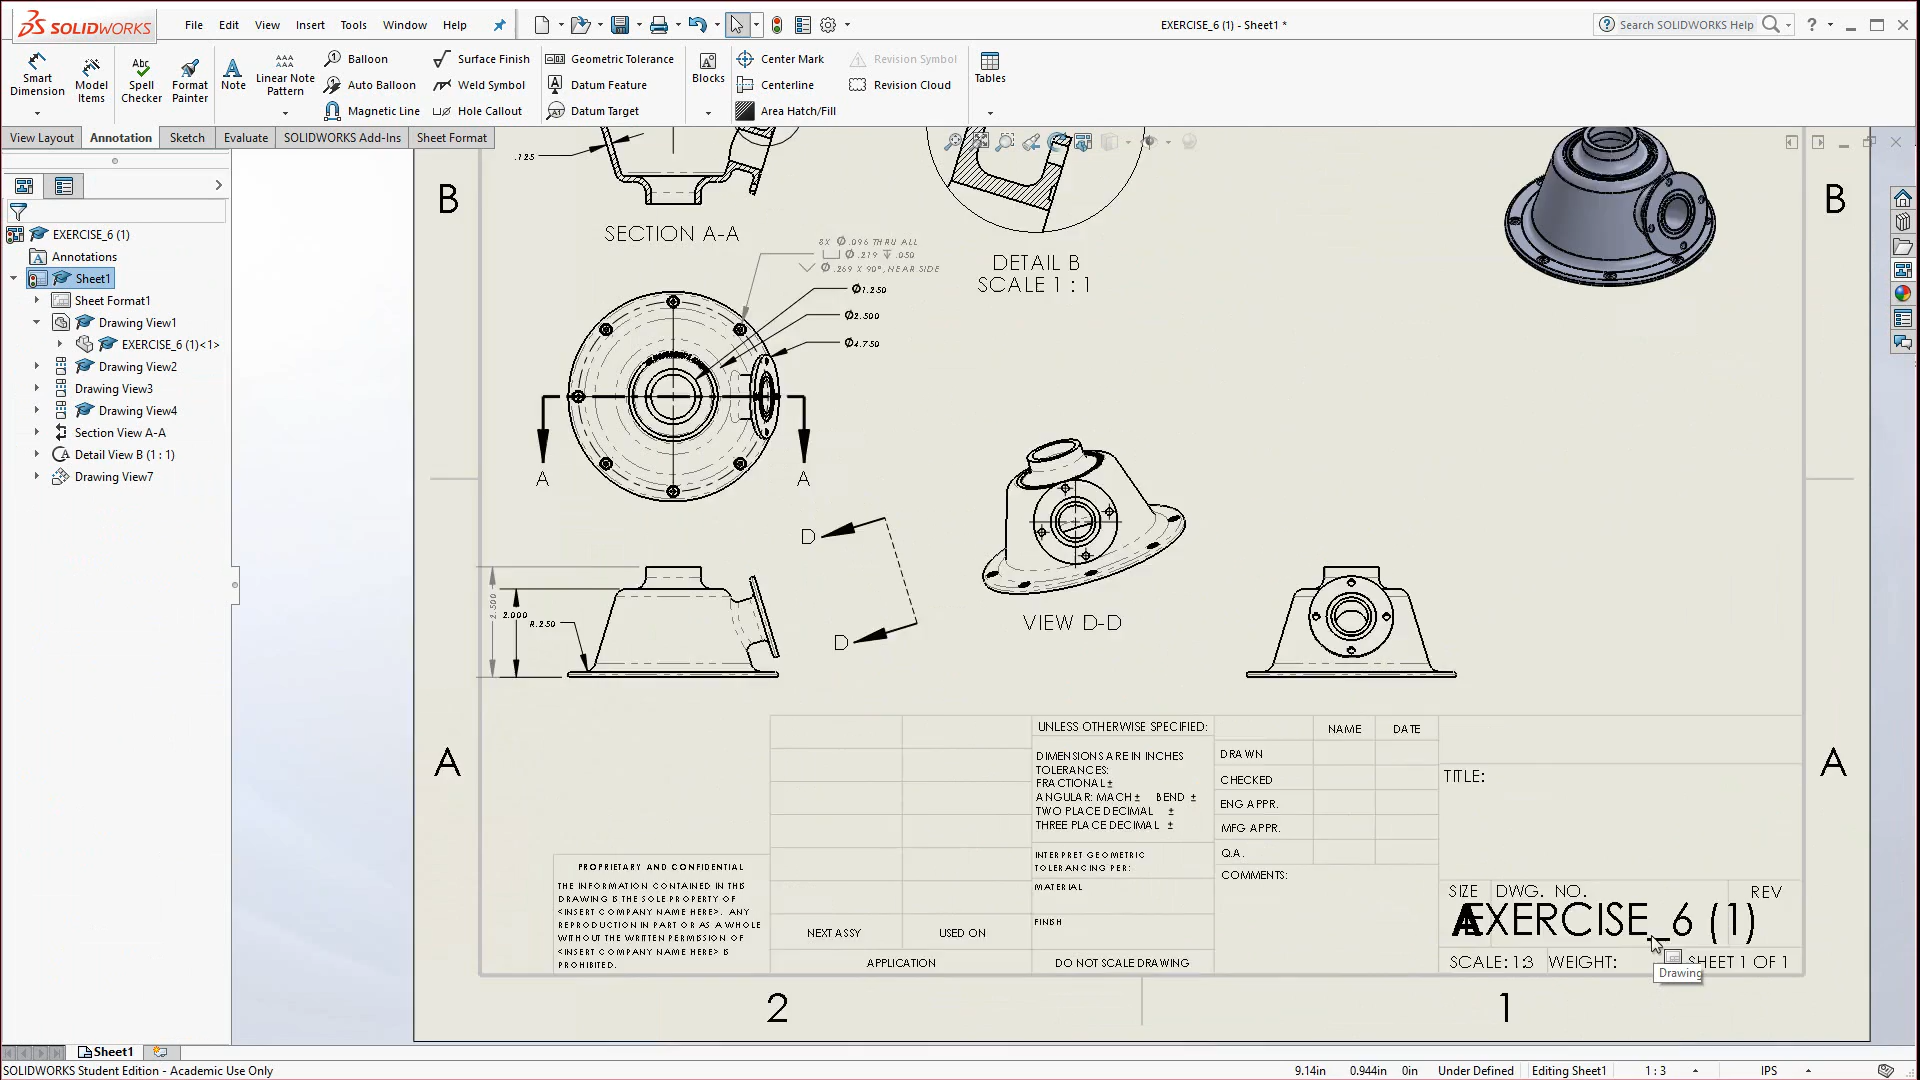 SOLIDWORKS File Edit View Insert Tools Window Help EXERCISE_6 (1) - Sheet1 * Search SOLIDWORKS Help ?
Smart Dimension
Model Items
Abc Spell Checker
Format Painter
A Note
AAA AAA Linear Note Pattern
Balloon
Auto Balloon
Magnetic Line
Surface Finish
Weld Symbol
Hole Callout
Geometric Tolerance
Datum Feature
Datum Target
Blocks
Center Mark
Centerline
Area Hatch/Fill
Revision Symbol
Revision Cloud
Tables
View Layout Annotation Sketch Evaluate SOLIDWORKS Add-Ins Sheet Format
EXERCISE_6 (1)
Annotations
Sheet1
Sheet Format1
Drawing View1
EXERCISE_6 (1)<1>
Drawing View2
Drawing View3
Drawing View4
Section View A-A
Detail View B (1 : 1)
Drawing View7
.125
B
B
SECTION A-A
DETAIL B
SCALE 1 : 1
8X Ø .096 THRU ALL
⌴ Ø .219 ↧ .050
⌵ Ø .269 X 90°, NEAR SIDE
Ø1.250
Ø2.500
Ø4.750
A
A
D
D
VIEW D-D
2.500
2.000
R.250
A
A
UNLESS OTHERWISE SPECIFIED:
DIMENSIONS ARE IN INCHES
TOLERANCES:
FRACTIONAL ±
ANGULAR: MACH ± BEND ±
TWO PLACE DECIMAL ±
THREE PLACE DECIMAL ±
INTERPRET GEOMETRIC
TOLERANCING PER:
MATERIAL
FINISH
DO NOT SCALE DRAWING
NAME DATE
DRAWN
CHECKED
ENG APPR.
MFG APPR.
Q.A.
COMMENTS:
TITLE:
SIZE DWG. NO. REV
A EXERCISE_6 (1)
SCALE: 1:3 WEIGHT: SHEET 1 OF 1
Drawing
PROPRIETARY AND CONFIDENTIAL
THE INFORMATION CONTAINED IN THIS
DRAWING IS THE SOLE PROPERTY OF
<INSERT COMPANY NAME HERE>. ANY
REPRODUCTION IN PART OR AS A WHOLE
WITHOUT THE WRITTEN PERMISSION OF
<INSERT COMPANY NAME HERE> IS
PROHIBITED.
NEXT ASSY USED ON
APPLICATION
2 1
Sheet1
SOLIDWORKS Student Edition - Academic Use Only 9.14in 0.944in 0in Under Defined Editing Sheet1 1 : 3 IPS